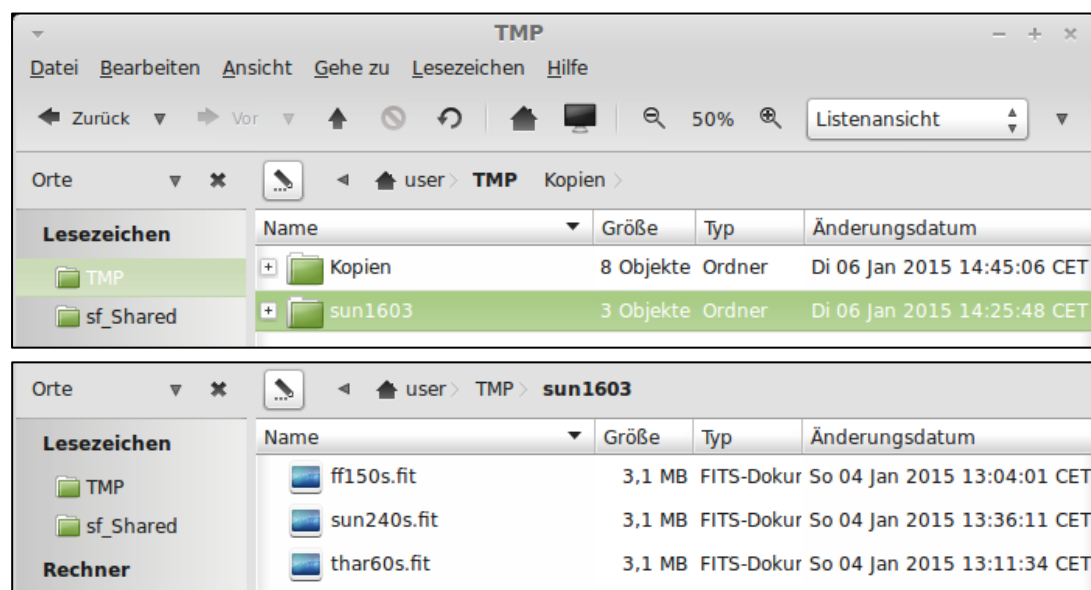 TMP
Datei Bearbeiten Ansicht Gehe zu Lesezeichen Hilfe
Zurück Vor 50% Listenansicht
Orte user TMP Kopien
Lesezeichen Name Größe Typ Änderungsdatum
TMP Kopien 8 Objekte Ordner Di 06 Jan 2015 14:45:06 CET
sf_Shared sun1603 3 Objekte Ordner Di 06 Jan 2015 14:25:48 CET
Orte user TMP sun1603
Lesezeichen Name Größe Typ Änderungsdatum
TMP ff150s.fit 3,1 MB FITS-Dokur So 04 Jan 2015 13:04:01 CET
sf_Shared sun240s.fit 3,1 MB FITS-Dokur So 04 Jan 2015 13:36:11 CET
Rechner thar60s.fit 3,1 MB FITS-Dokur So 04 Jan 2015 13:11:34 CET